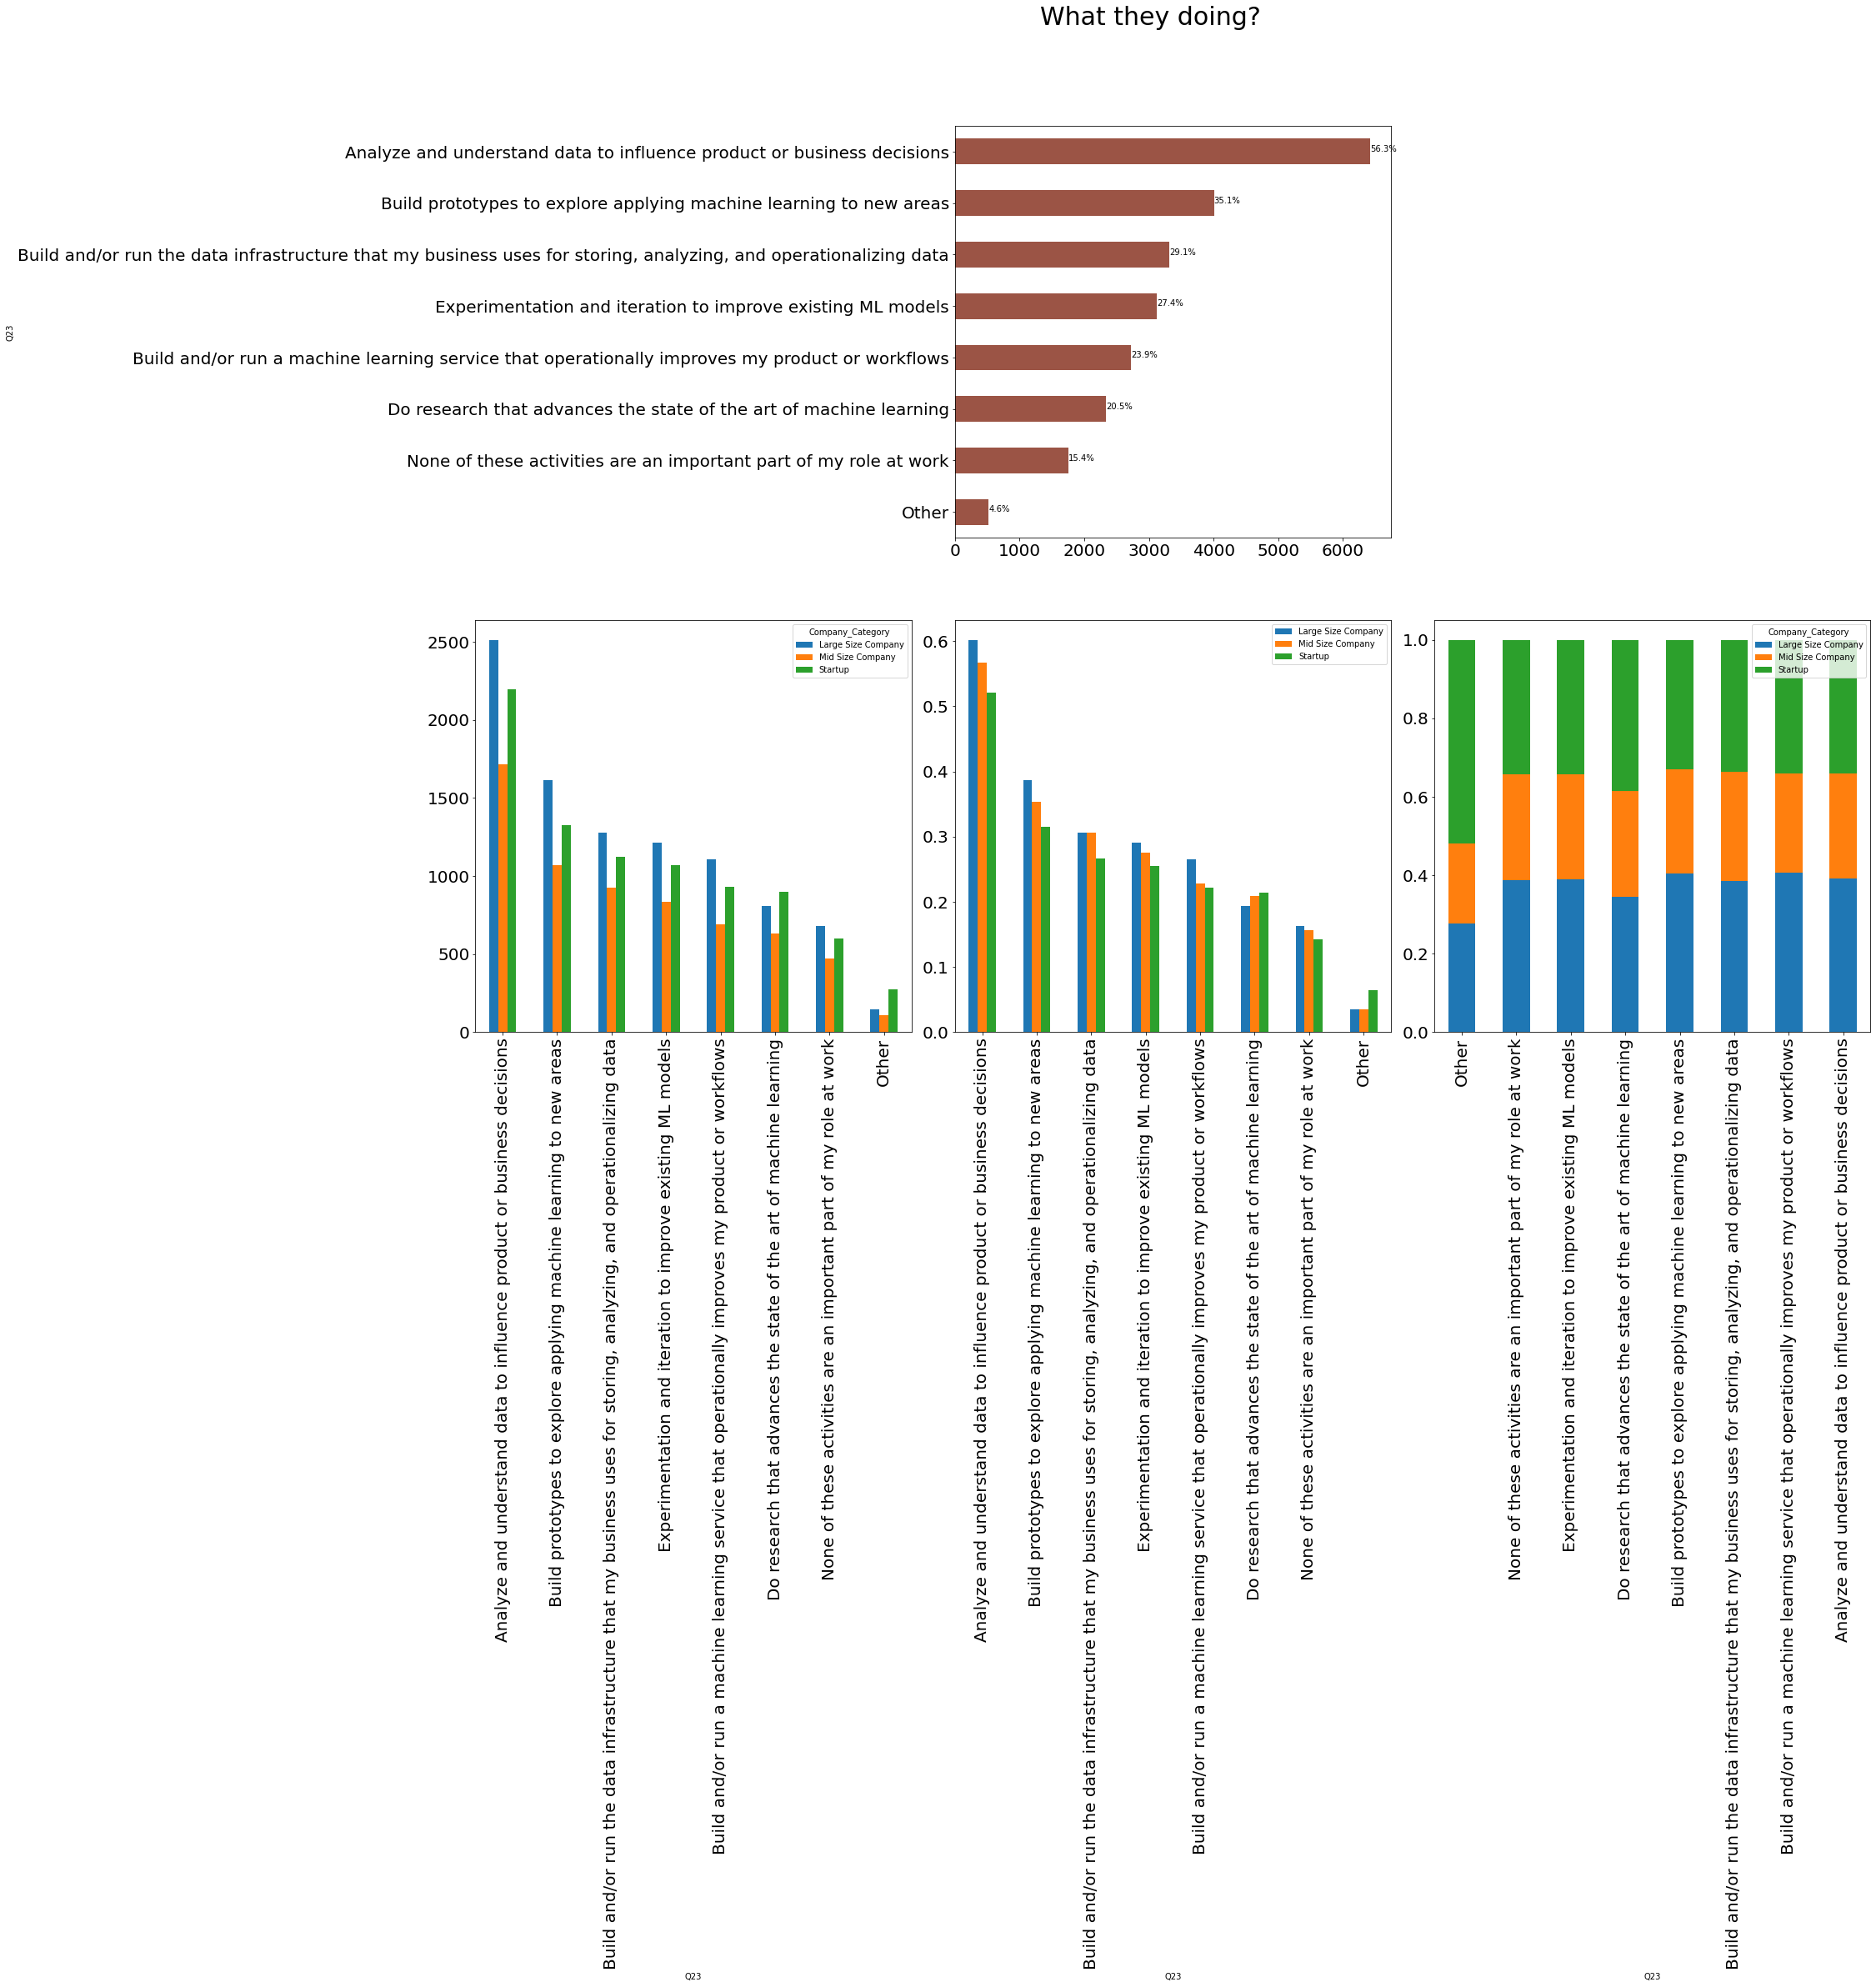 What they doing?
Analyze and understand data to influence product or business decisions
56.3%
Build prototypes to explore applying machine learning to new areas
35.1%
Build and/or run the data infrastructure that my business uses for storing, analyzing, and operationalizing data
29.1%
Experimentation and iteration to improve existing ML models
27.4%
Q23
Build and/or run a machine learning service that operationally improves my product or workflows
23.9%
Do research that advances the state of the art of machine learning
20.5%
None of these activities are an important part of my role at work
15.4%
Other
4.6%
0 1000 2000 3000 4000 5000 6000
Company_Category
Large Size Company
Mid Size Company
Startup
2500
2000
1500
1000
500
0
Analyze and understand data to influence product or business decisions
Build prototypes to explore applying machine learning to new areas
Build and/or run the data infrastructure that my business uses for storing, analyzing, and operationalizing data
Experimentation and iteration to improve existing ML models
Build and/or run a machine learning service that operationally improves my product or workflows
Do research that advances the state of the art of machine learning
None of these activities are an important part of my role at work
Other
Q23
Large Size Company
Mid Size Company
Startup
0.6
0.5
0.4
0.3
0.2
0.1
0.0
Analyze and understand data to influence product or business decisions
Build prototypes to explore applying machine learning to new areas
Build and/or run the data infrastructure that my business uses for storing, analyzing, and operationalizing data
Experimentation and iteration to improve existing ML models
Build and/or run a machine learning service that operationally improves my product or workflows
Do research that advances the state of the art of machine learning
None of these activities are an important part of my role at work
Other
Q23
Company_Category
Large Size Company
Mid Size Company
Startup
1.0
0.8
0.6
0.4
0.2
0.0
Other
None of these activities are an important part of my role at work
Experimentation and iteration to improve existing ML models
Do research that advances the state of the art of machine learning
Build prototypes to explore applying machine learning to new areas
Build and/or run the data infrastructure that my business uses for storing, analyzing, and operationalizing data
Build and/or run a machine learning service that operationally improves my product or workflows
Analyze and understand data to influence product or business decisions
Q23